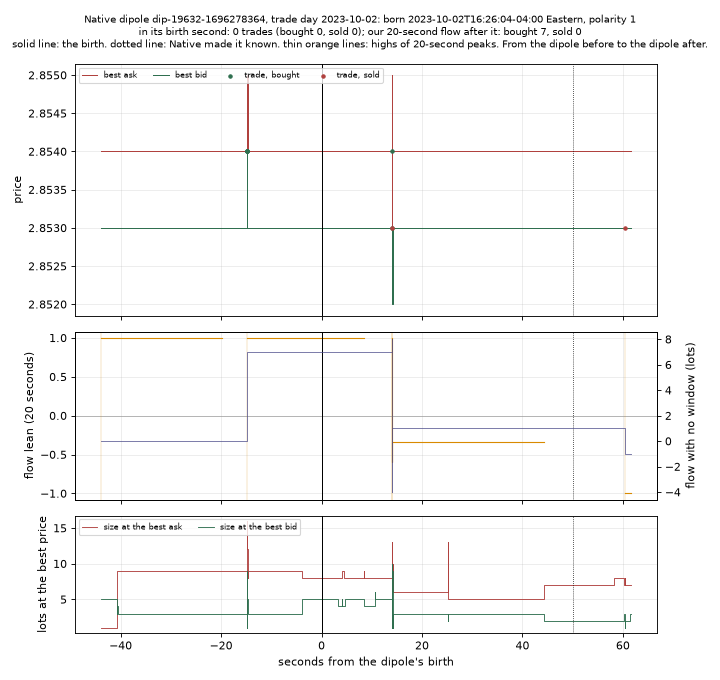 Native dipole dip-19632-1696278364, trade day 2023-10-02: born 2023-10-02T16:26:04-04:00 Eastern, polarity 1
in its birth second: 0 trades (bought 0, sold 0); our 20-second flow after it: bought 7, sold 0
solid line: the birth. dotted line: Native made it known. thin orange lines: highs of 20-second peaks. From the dipole before to the dipole after.
best ask
best bid
trade, bought
trade, sold
2.8550
2.8545
2.8540
2.8535
2.8530
2.8525
2.8520
price
1.0
0.5
0.0
−0.5
−1.0
flow lean (20 seconds)
8
6
4
2
0
−2
−4
flow with no window (lots)
size at the best ask
size at the best bid
15
10
5
lots at the best price
−40
−20
0
20
40
60
seconds from the dipole's birth